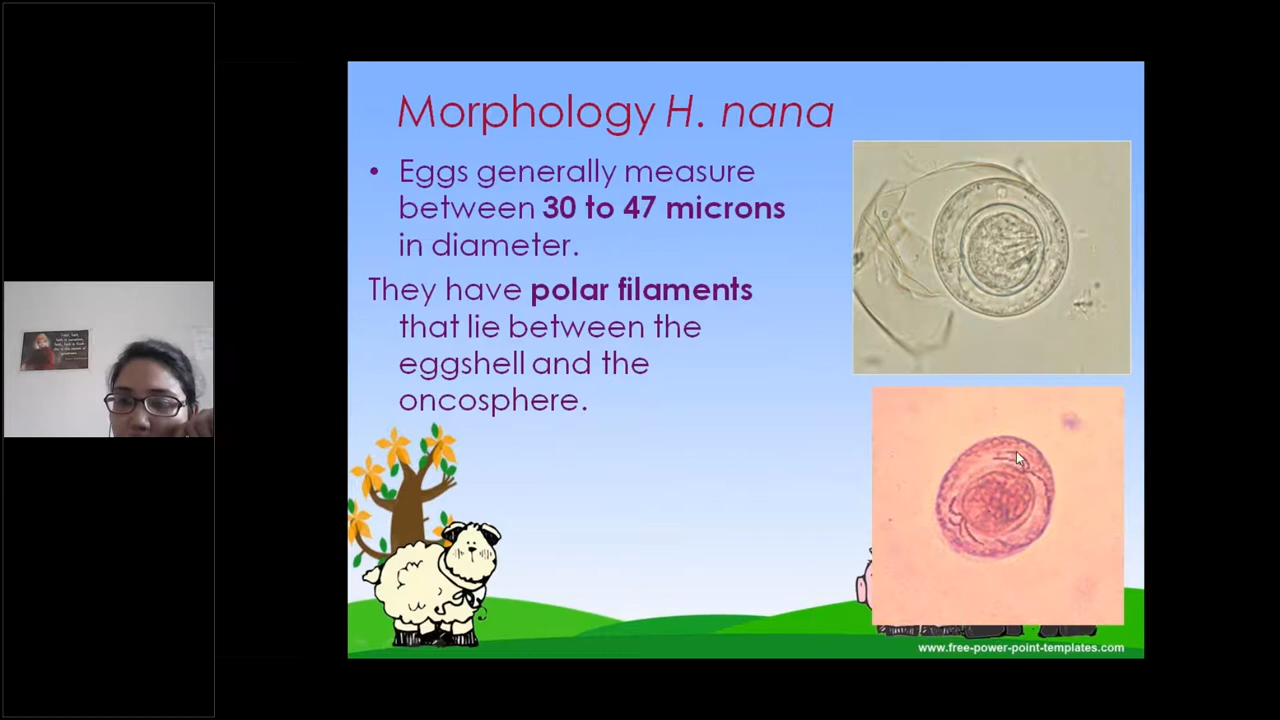 Morphology H. nana
• Eggs generally measure
between 30 to 47 microns
in diameter.
They have polar filaments
that lie between the
eggshell and the
oncosphere.
www.free-power-point-templates.com